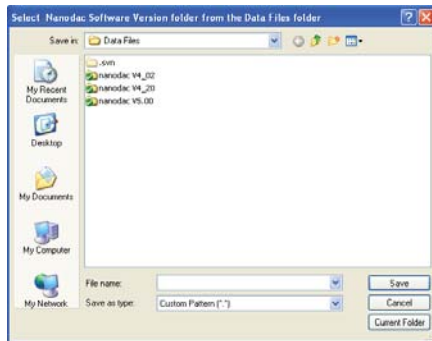 Select Nanodac Software Version folder from the Data Files folder
Save in:
Data Files
.svn
nanodac V4_02
nanodac V4_20
nanodac V5.00
My Recent
Documents
Desktop
My Documents
My Computer
My Network
File name:
Save
Save as type:
Custom Pattern (*.*)
Cancel
Current Folder